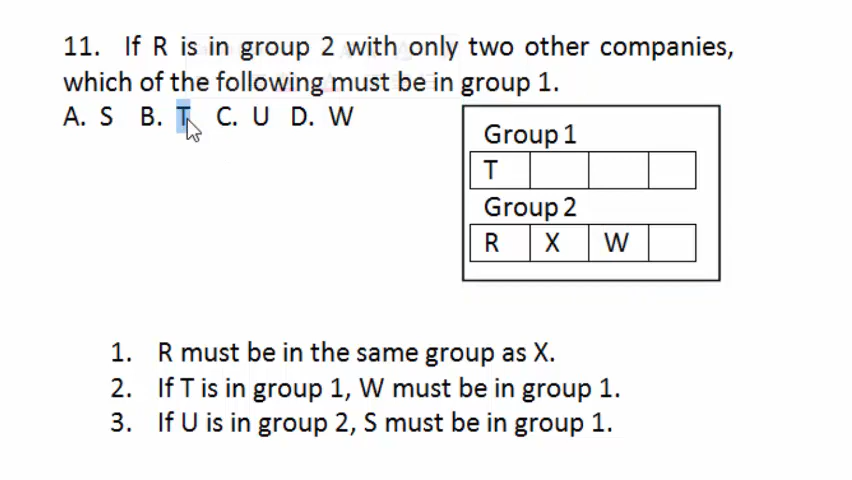 11. If R is in group 2 with only two other companies,
which of the following must be in group 1.
A. S B. T C. U D. W
Group 1
T
Group 2
R X W
1. R must be in the same group as X.
2. If T is in group 1, W must be in group 1.
3. If U is in group 2, S must be in group 1.